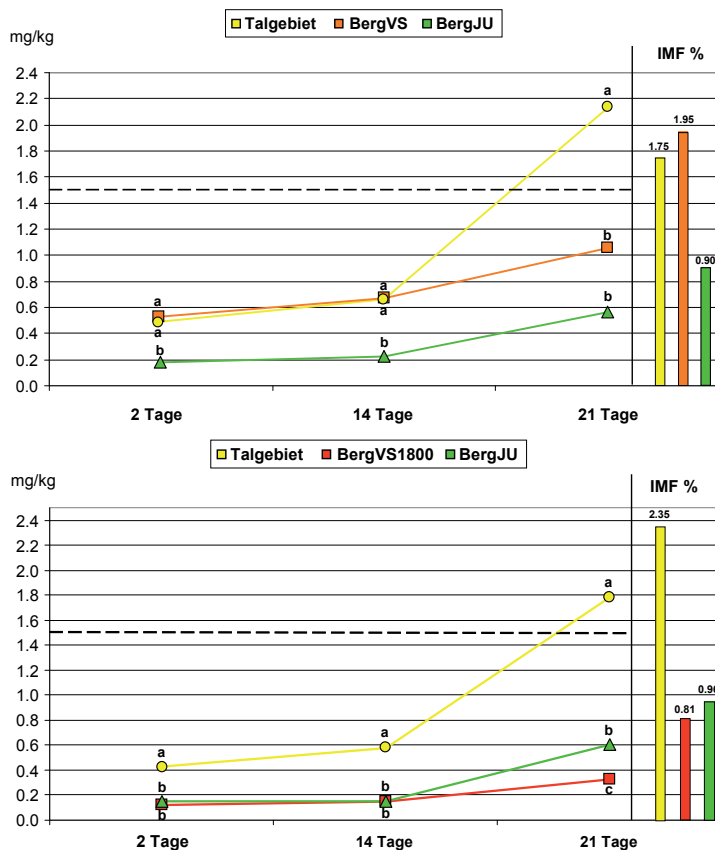 Talgebiet BergVS BergJU
mg/kg
IMF %
2.4
2.2
2.0
1.8
1.6
1.4
1.2
1.0
0.8
0.6
0.4
0.2
0.0
a
a
b
a
a
b
a
b
b
1.75
1.95
0.90
2 Tage 14 Tage 21 Tage
Talgebiet BergVS1800 BergJU
mg/kg
IMF %
2.4
2.2
2.0
1.8
1.6
1.4
1.2
1.0
0.8
0.6
0.4
0.2
0.0
a
b
b
a
b
b
a
b
c
2.35
0.81
2 Tage 14 Tage 21 Tage